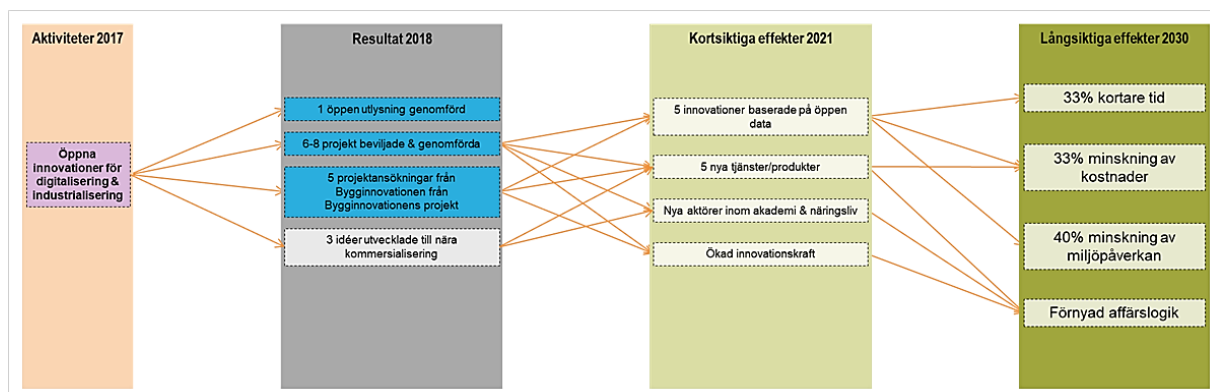 Aktiviteter 2017
Öppna
innovationer för
digitalisering &
industrialisering
Resultat 2018
1 öppen utlysning genomförd
6-8 projekt beviljade & genomförda
5 projektansökningar från
Bygginnovationen från
Bygginnovationens projekt
3 idéer utvecklade till nära
kommersialisering
Kortsiktiga effekter 2021
5 innovationer baserade på öppen
data
5 nya tjänster/produkter
Nya aktörer inom akademi & näringsliv
Ökad innovationskraft
Långsiktiga effekter 2030
33% kortare tid
33% minskning av
kostnader
40% minskning av
miljöpåverkan
Förnyad affärslogik